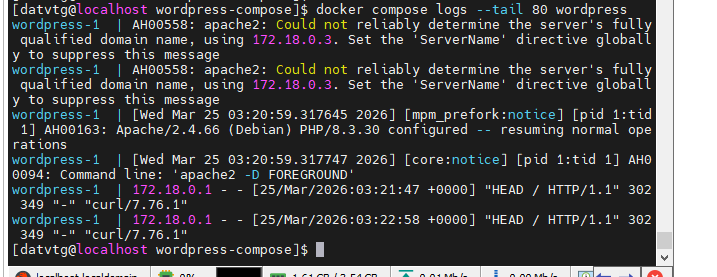 [datvtg@localhost wordpress-compose]$ docker compose logs --tail 80 wordpress
wordpress-1  | AH00558: apache2: Could not reliably determine the server's fully
 qualified domain name, using 172.18.0.3. Set the 'ServerName' directive globall
y to suppress this message
wordpress-1  | AH00558: apache2: Could not reliably determine the server's fully
 qualified domain name, using 172.18.0.3. Set the 'ServerName' directive globall
y to suppress this message
wordpress-1  | [Wed Mar 25 03:20:59.317645 2026] [mpm_prefork:notice] [pid 1:tid
 1] AH00163: Apache/2.4.66 (Debian) PHP/8.3.30 configured -- resuming normal ope
rations
wordpress-1  | [Wed Mar 25 03:20:59.317747 2026] [core:notice] [pid 1:tid 1] AH0
0094: Command line: 'apache2 -D FOREGROUND'
wordpress-1  | 172.18.0.1 - - [25/Mar/2026:03:21:47 +0000] "HEAD / HTTP/1.1" 302
 349 "-" "curl/7.76.1"
wordpress-1  | 172.18.0.1 - - [25/Mar/2026:03:22:58 +0000] "HEAD / HTTP/1.1" 302
 349 "-" "curl/7.76.1"
[datvtg@localhost wordpress-compose]$